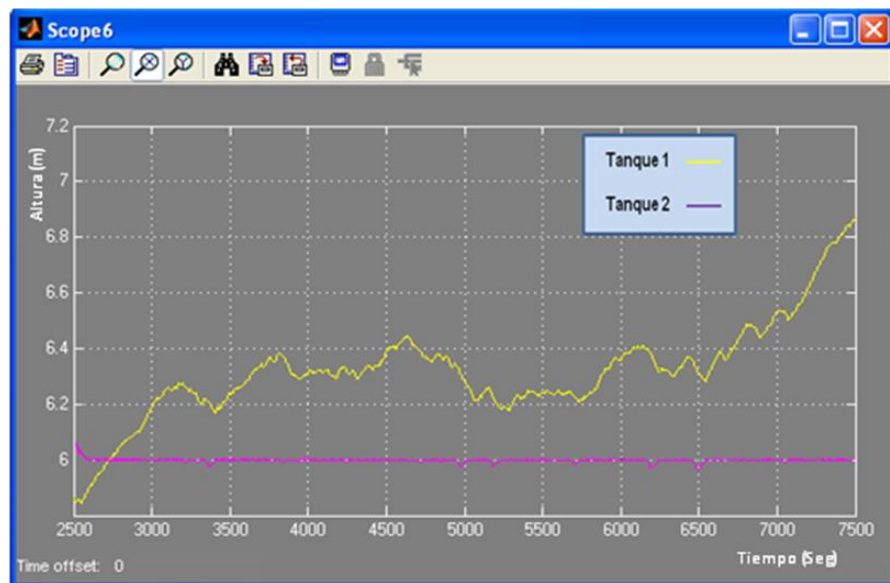 Scope6
7.2
7
6.8
6.6
6.4
6.2
6
Altura (m)
Tanque 1
Tanque 2
2500 3000 3500 4000 4500 5000 5500 6000 6500 7000 7500
Tiempo (Seg)
Time offset: 0